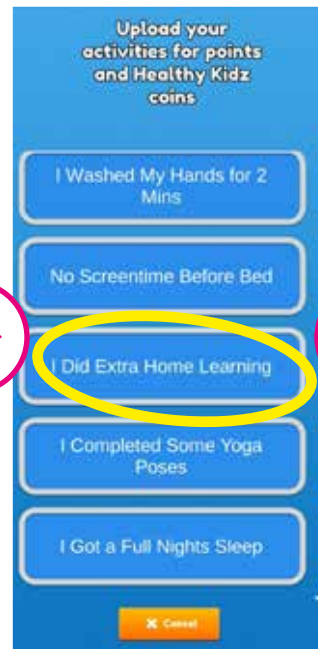 Upload your
activities for points
and Healthy Kidz
coins
I Washed My Hands for 2
Mins
No Screentime Before Bed
I Did Extra Home Learning
I Completed Some Yoga
Poses
I Got a Full Nights Sleep
X Cancel